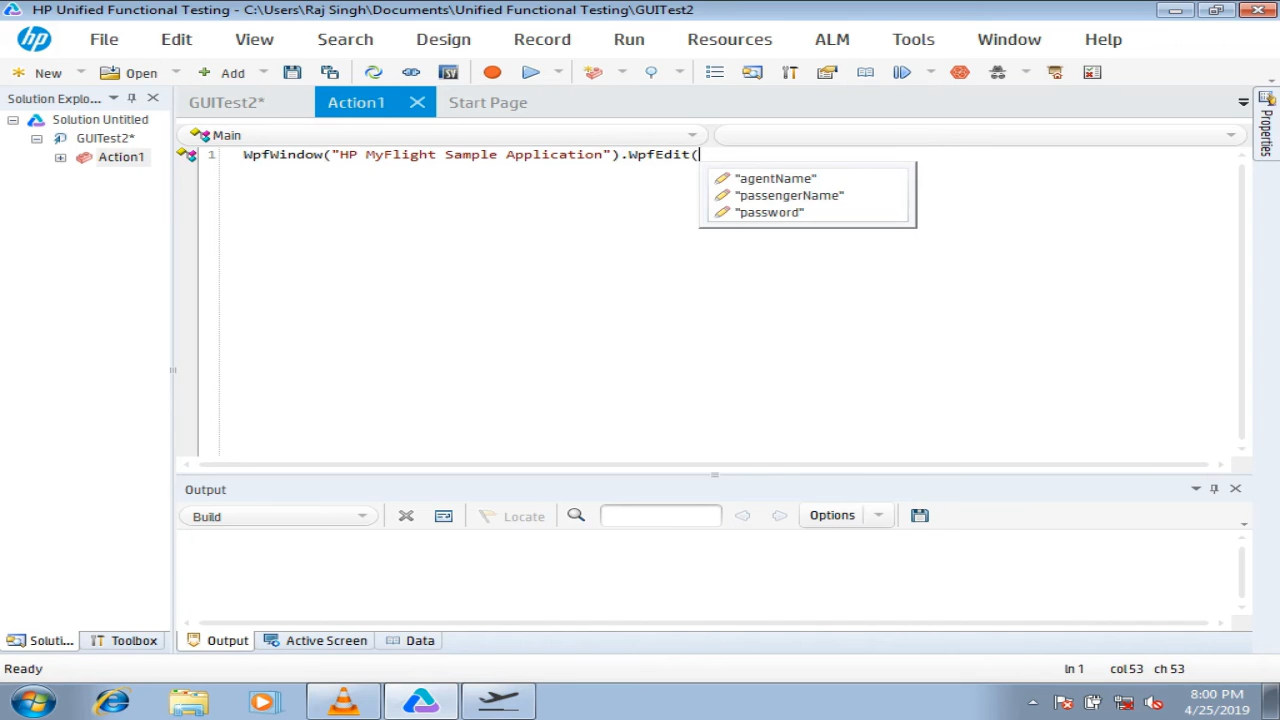 HP Unified Functional Testing - C:\Users\Raj Singh\Documents\Unified Functional Testing\GUITest2
hp File Edit View Search Design Record Run Resources ALM Tools Window Help
New Open Add SV
Solution Explo...
GUITest2* Action1 Start Page
Solution Untitled
GUITest2*
Action1
Main
1 WpfWindow("HP MyFlight Sample Application").WpfEdit(
"agentName"
"passengerName"
"password"
Properties
Output
Build Locate Options
Soluti... Toolbox Output Active Screen Data
Ready ln 1 col 53 ch 53
8:00 PM
4/25/2019